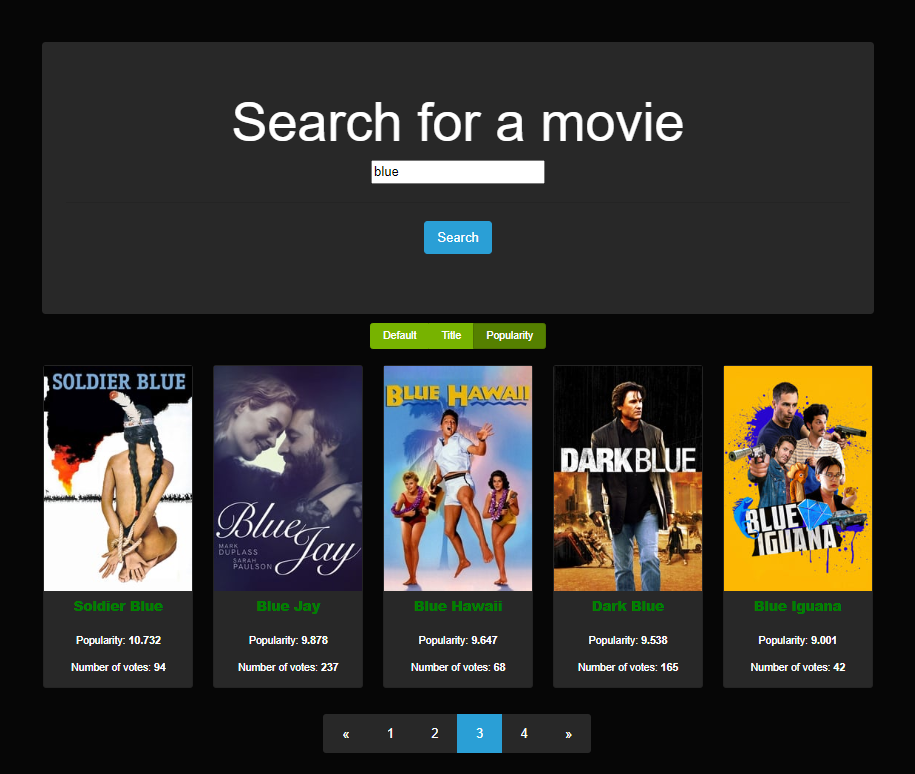 Search for a movie
blue
Search
Default Title Popularity
SOLDIER BLUE
Blue Jay
MARK DUPLASS
SARAH PAULSON
BLUE HAWAII
DARK BLUE
BLUE IGUANA
Soldier Blue
Popularity: 10.732
Number of votes: 94
Blue Jay
Popularity: 9.878
Number of votes: 237
Blue Hawaii
Popularity: 9.647
Number of votes: 68
Dark Blue
Popularity: 9.538
Number of votes: 165
Blue Iguana
Popularity: 9.001
Number of votes: 42
« 1 2 3 4 »